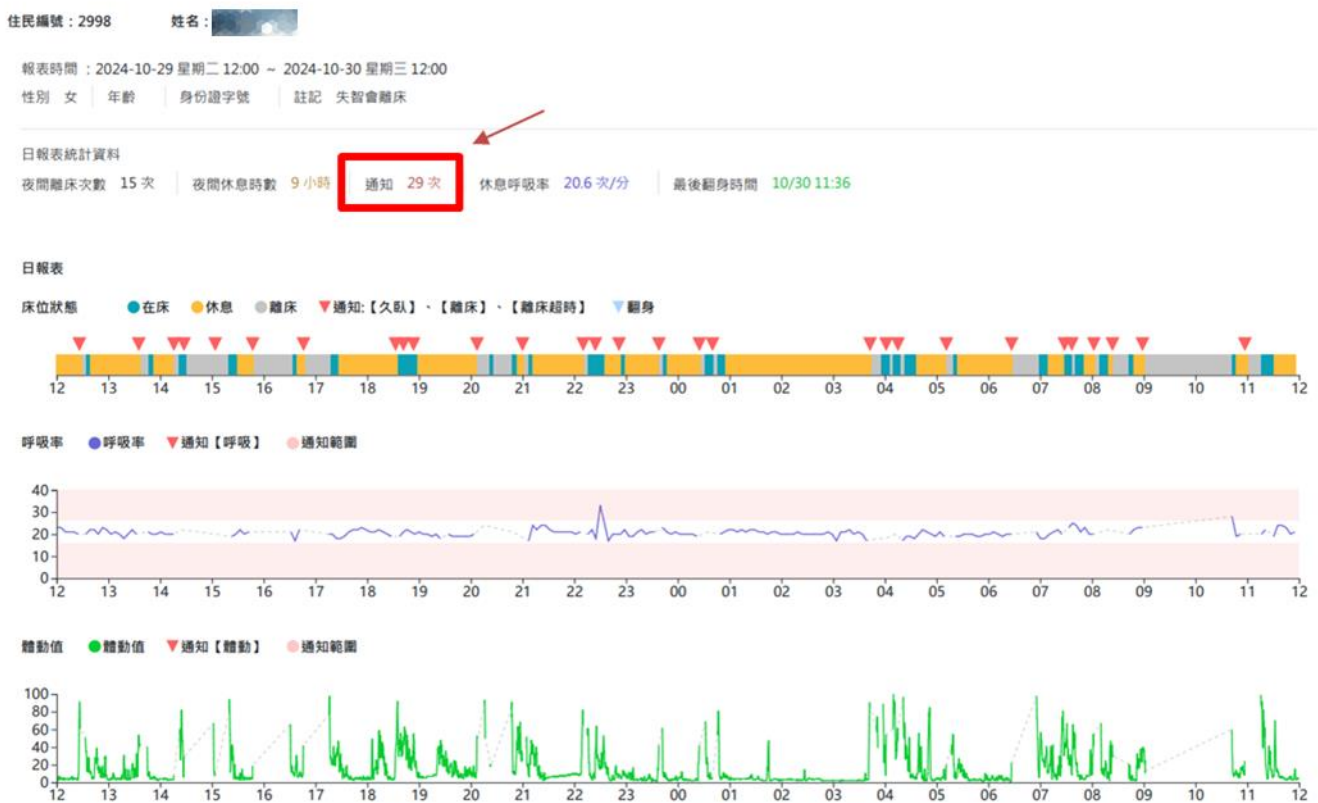 住民編號：2998 姓名：
報表時間 ：2024-10-29 星期二 12:00 ~ 2024-10-30 星期三 12:00
性別 女 年齡 身份證字號 註記 失智會離床
日報表統計資料
夜間離床次數 15 次 夜間休息時數 9 小時 通知 29 次 休息呼吸率 20.6 次/分 最後翻身時間 10/30 11:36
日報表
床位狀態 在床 休息 離床 通知:【久臥】、【離床】、【離床超時】 翻身
12 13 14 15 16 17 18 19 20 21 22 23 00 01 02 03 04 05 06 07 08 09 10 11 12
呼吸率 呼吸率 通知【呼吸】 通知範圍
40
30
20
10
0
12 13 14 15 16 17 18 19 20 21 22 23 00 01 02 03 04 05 06 07 08 09 10 11 12
體動值 體動值 通知【體動】 通知範圍
100
80
60
40
20
0
12 13 14 15 16 17 18 19 20 21 22 23 00 01 02 03 04 05 06 07 08 09 10 11 12